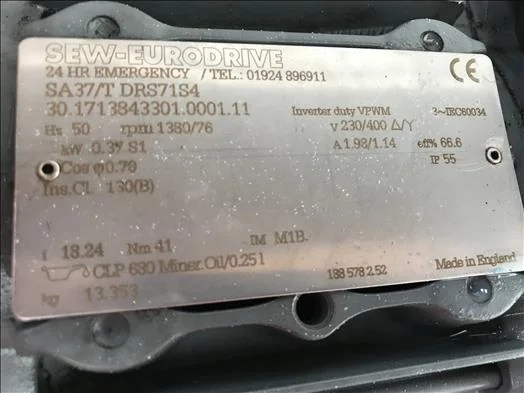 SEW-EURODRIVE
24 HR EMERGENCY / TEL.: 01924 896911
CE
SA37/T DRS71S4
30.1713843301.0001.11 Inverter duty VPWM 3~IEC60034
Hz 50 rpm 1380/76 V 230/400 Δ/Y
kW 0.37 S1 A 1.98/1.14 eff% 66.6
Cos φ0.70 IP 55
Ins.Cl. 130(B)
i 18.24 Nm 41 IM M1B
CLP 680 Miner.Oil/0.25 l 188 578 2.52 Made in England
kg 13.353